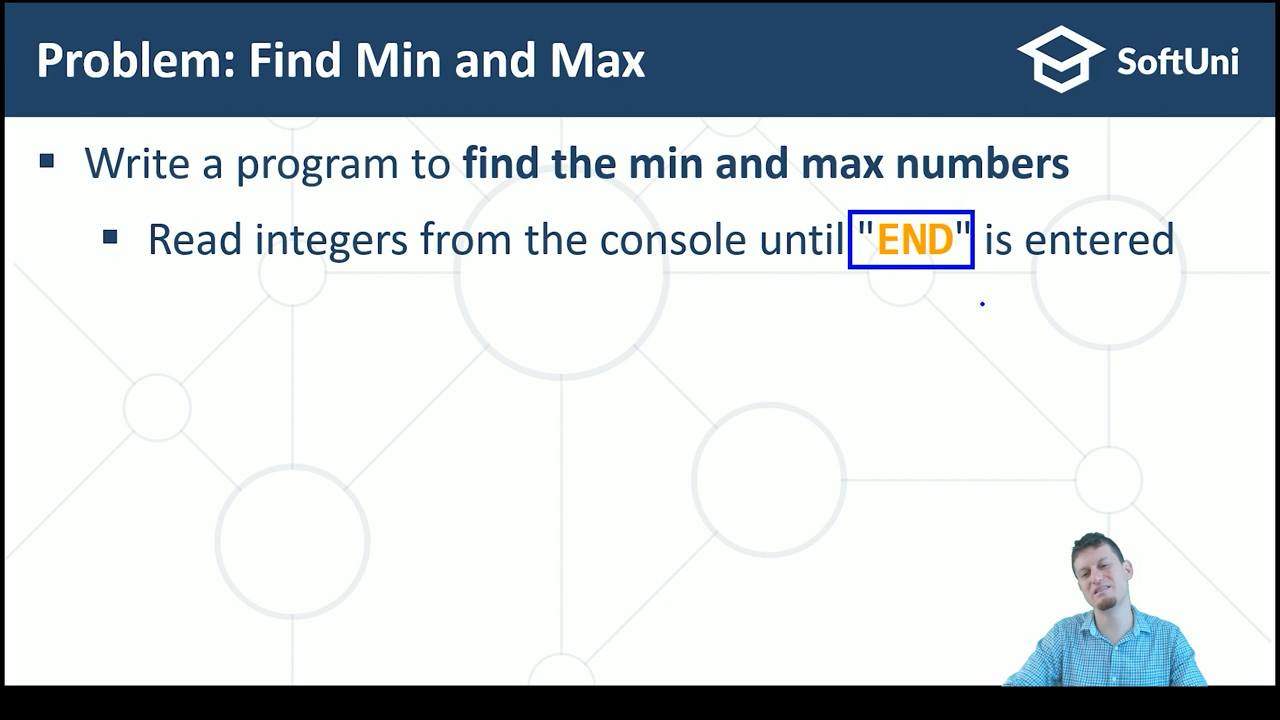 Problem: Find Min and Max
SoftUni
Write a program to find the min and max numbers
Read integers from the console until "END" is entered